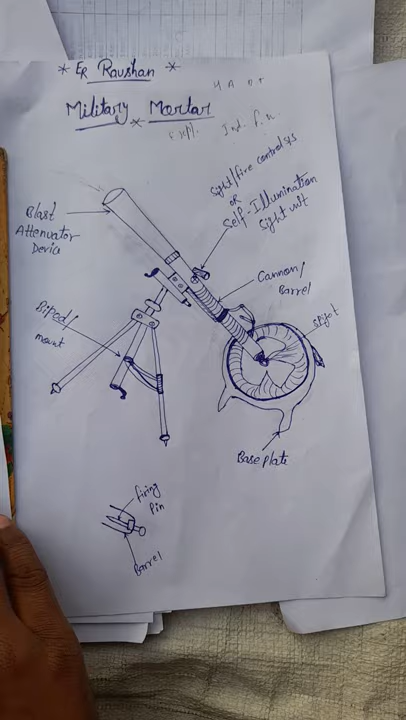 * ER Raushan *
Military * Mortar
Sight/fire control sys
OR
Self-Illumination
Sight unit
Blast
Attenuator
Device
Cannon/
Barrel
Biped/
mount
Base plate
firing
Pin
Barrel